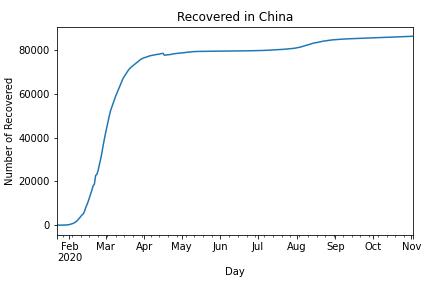 Recovered in China
Number of Recovered
80000
60000
40000
20000
0
Feb Mar Apr May Jun Jul Aug Sep Oct Nov
2020
Day